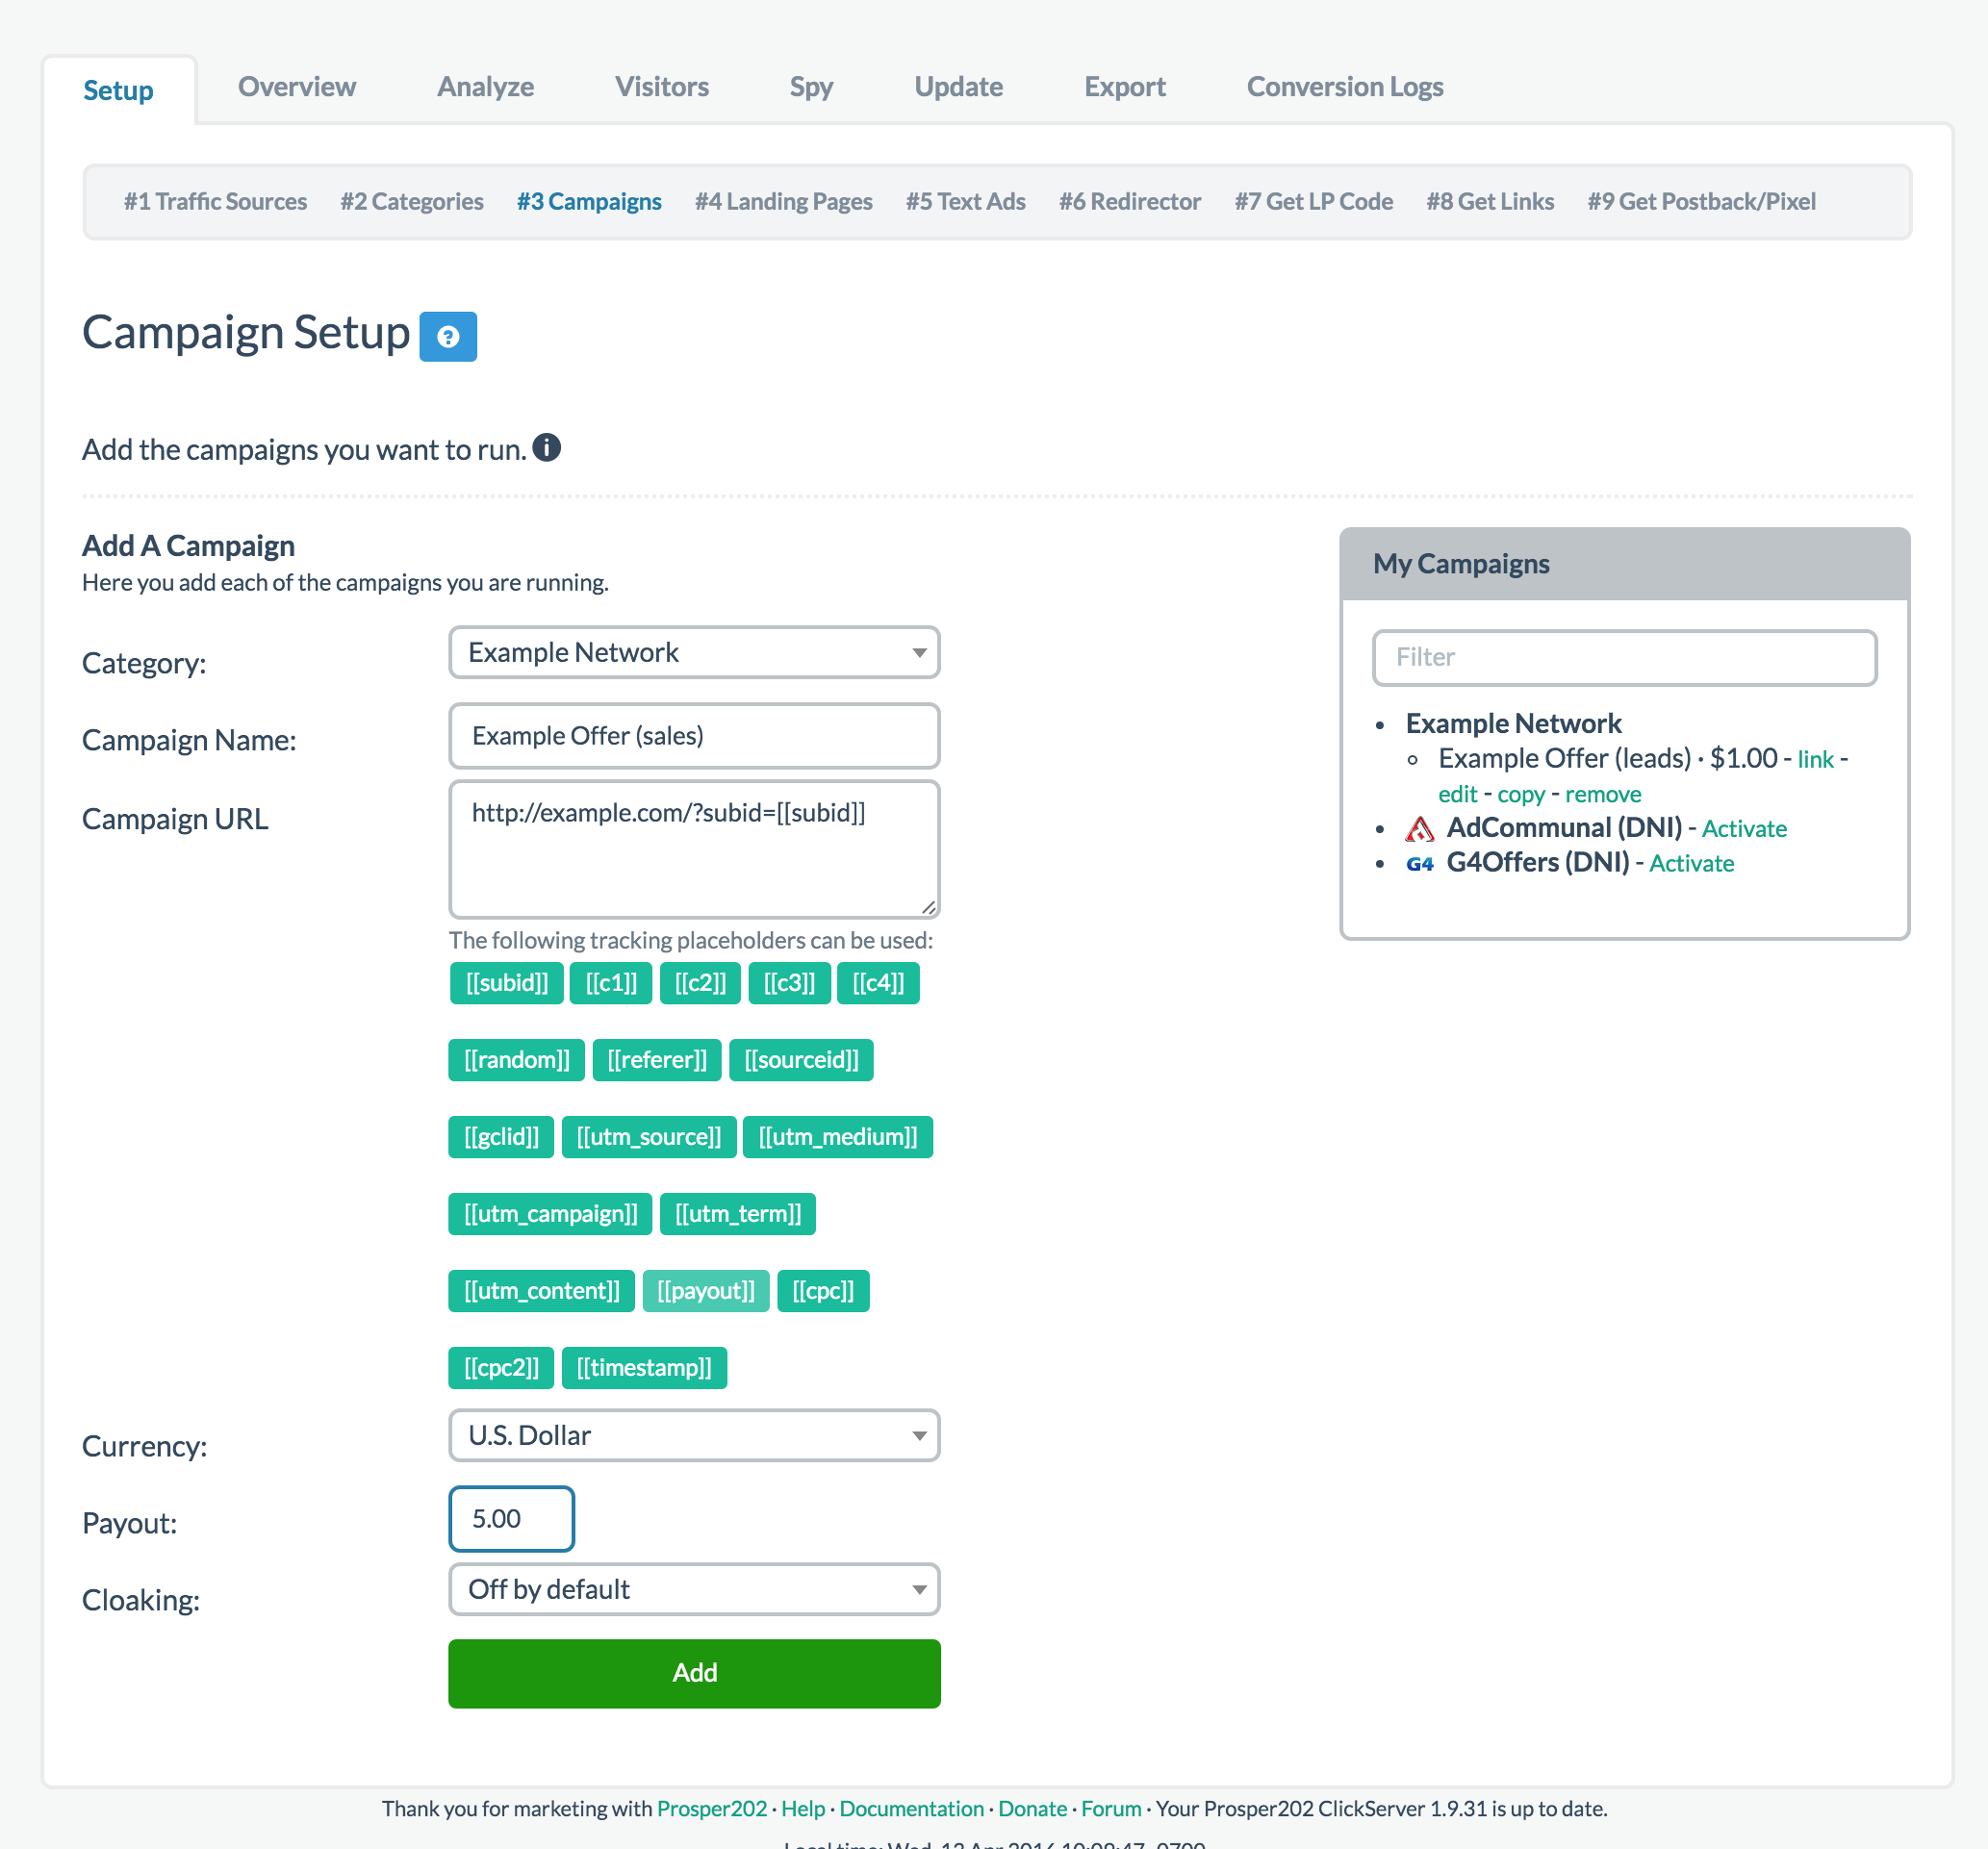 Setup Overview Analyze Visitors Spy Update Export Conversion Logs
#1 Traffic Sources #2 Categories #3 Campaigns #4 Landing Pages #5 Text Ads #6 Redirector #7 Get LP Code #8 Get Links #9 Get Postback/Pixel
Campaign Setup
Add the campaigns you want to run.
Add A Campaign
Here you add each of the campaigns you are running.
Category: Example Network
Campaign Name: Example Offer (sales)
Campaign URL http://example.com/?subid=[[subid]]
The following tracking placeholders can be used:
[[subid]] [[c1]] [[c2]] [[c3]] [[c4]]
[[random]] [[referer]] [[sourceid]]
[[gclid]] [[utm_source]] [[utm_medium]]
[[utm_campaign]] [[utm_term]]
[[utm_content]] [[payout]] [[cpc]]
[[cpc2]] [[timestamp]]
Currency: U.S. Dollar
Payout: 5.00
Cloaking: Off by default
Add
My Campaigns
Filter
Example Network
Example Offer (leads) · $1.00 - link -
edit - copy - remove
AdCommunal (DNI) - Activate
G4 G4Offers (DNI) - Activate
Thank you for marketing with Prosper202 · Help · Documentation · Donate · Forum · Your Prosper202 ClickServer 1.9.31 is up to date.